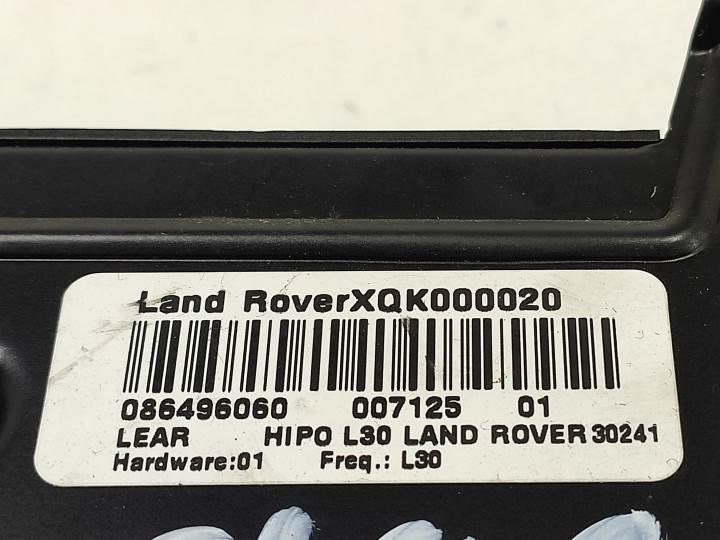 Land RoverXQK000020
086496060 007125 01
LEAR HIPO L30 LAND ROVER 30241
Hardware:01 Freq.: L30